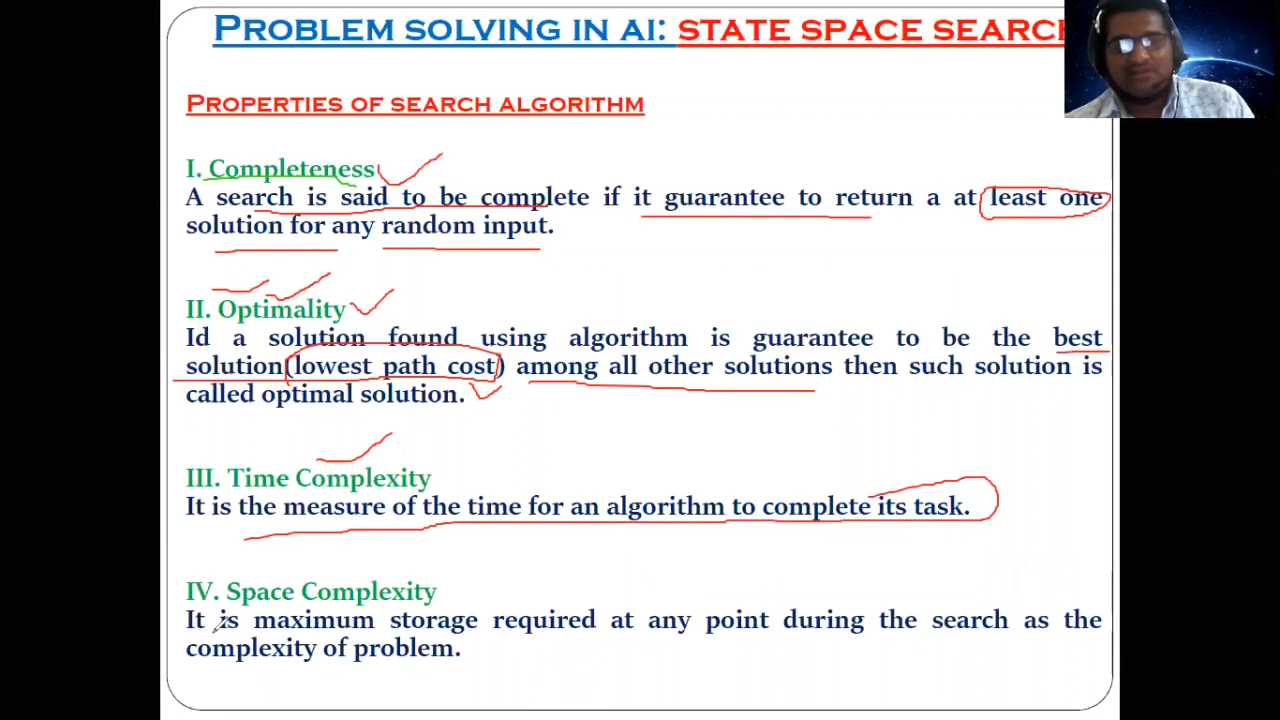 PROBLEM SOLVING IN AI: STATE SPACE SEARCH
PROPERTIES OF SEARCH ALGORITHM
I. Completeness
A search is said to be complete if it guarantee to return a at least one
solution for any random input.
II. Optimality
Id a solution found using algorithm is guarantee to be the best
solution(lowest path cost) among all other solutions then such solution is
called optimal solution.
III. Time Complexity
It is the measure of the time for an algorithm to complete its task.
IV. Space Complexity
It is maximum storage required at any point during the search as the
complexity of problem.